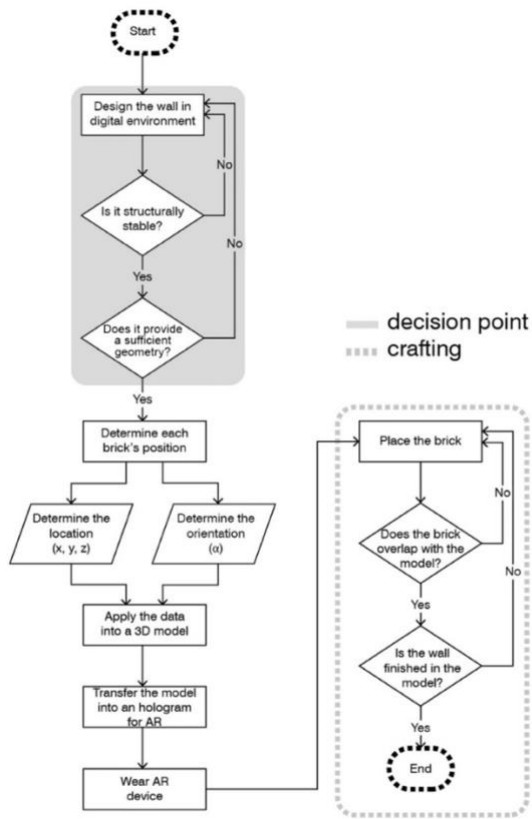 Start
Design the wall in
digital environment
No
Is it structurally
stable?
No
Yes
Does it provide
a sufficient
geometry?
Yes
Determine each
brick's position
Determine the
location
(x, y, z)
Determine the
orientation
(α)
Apply the data
into a 3D model
Transfer the model
into an hologram
for AR
Wear AR
device
decision point
crafting
Place the brick
No
Does the brick
overlap with the
model?
No
Yes
Is the wall
finished in the
model?
Yes
End